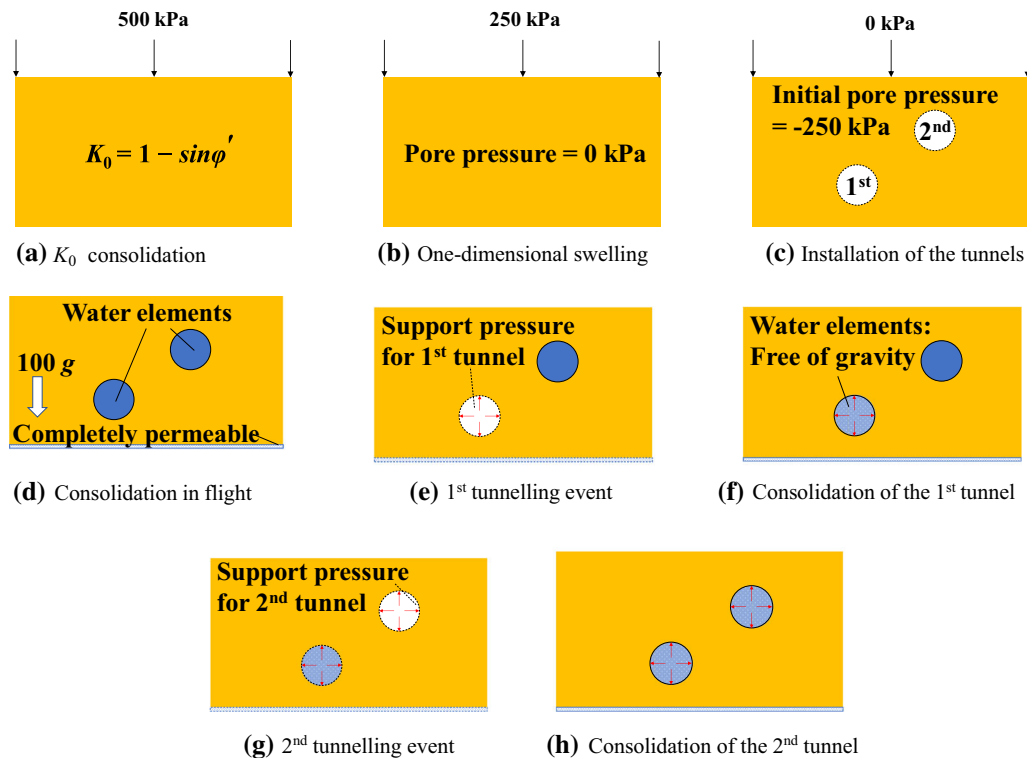 500 kPa
250 kPa
0 kPa
K₀ = 1 − sinφ′
Pore pressure = 0 kPa
Initial pore pressure
= -250 kPa
2nd
1st
(a) K₀ consolidation
(b) One-dimensional swelling
(c) Installation of the tunnels
Water elements
100 g
Completely permeable
Support pressure
for 1st tunnel
Water elements:
Free of gravity
(d) Consolidation in flight
(e) 1st tunnelling event
(f) Consolidation of the 1st tunnel
Support pressure
for 2nd tunnel
(g) 2nd tunnelling event
(h) Consolidation of the 2nd tunnel